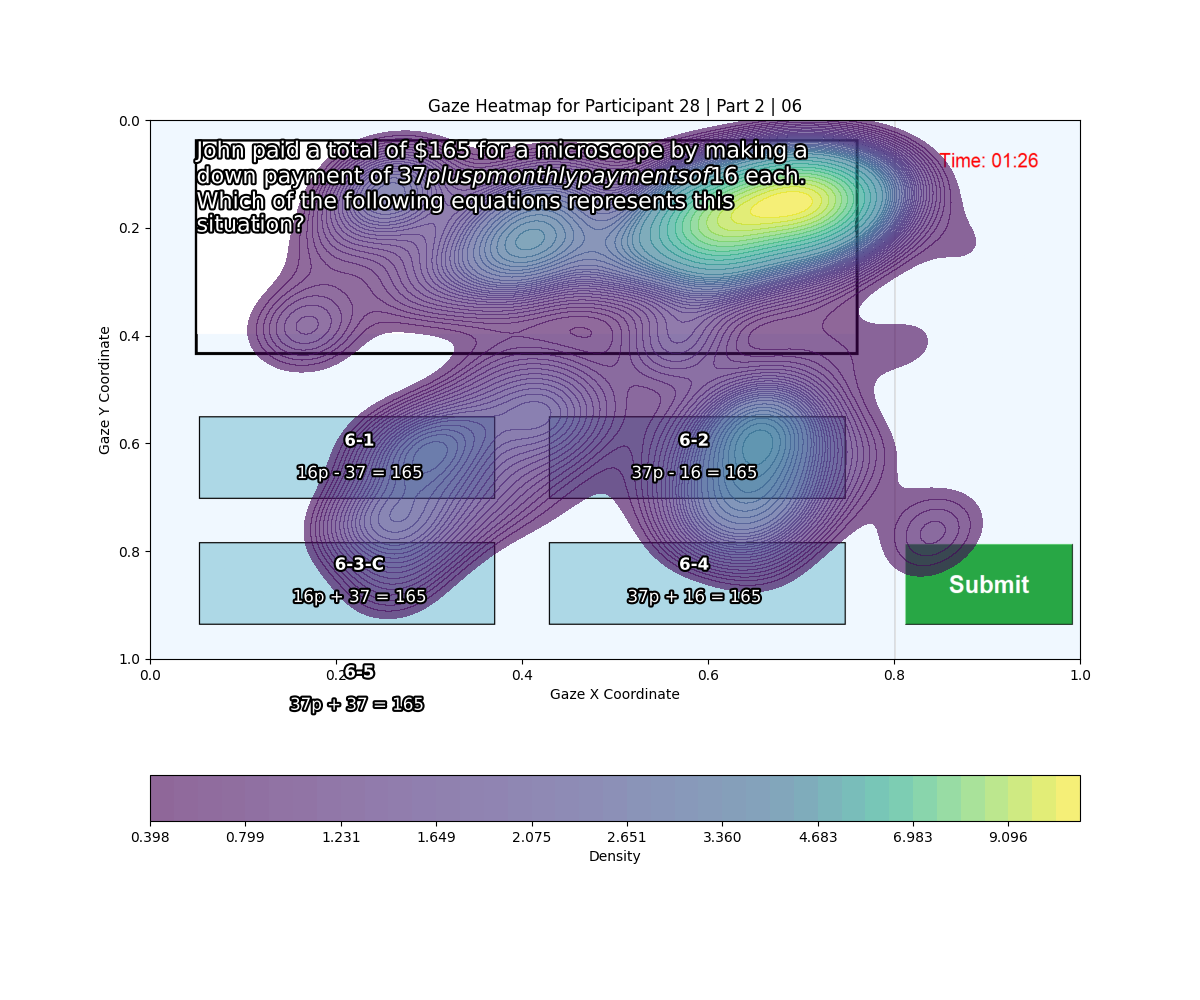 Gaze Heatmap for Participant 28 | Part 2 | 06
0.0
0.2
0.4
0.6
0.8
1.0
Gaze Y Coordinate
John paid a total of $165 for a microscope by making a
down payment of 37pluspmonthlypaymentsof16 each.
Which of the following equations represents this
situation?
Time: 01:26
6-1
16p - 37 = 165
6-2
37p - 16 = 165
6-3-C
16p + 37 = 165
6-4
37p + 16 = 165
Submit
6-5
37p + 37 = 165
0.0 0.2 0.4 0.6 0.8 1.0
Gaze X Coordinate
0.398 0.799 1.231 1.649 2.075 2.651 3.360 4.683 6.983 9.096
Density